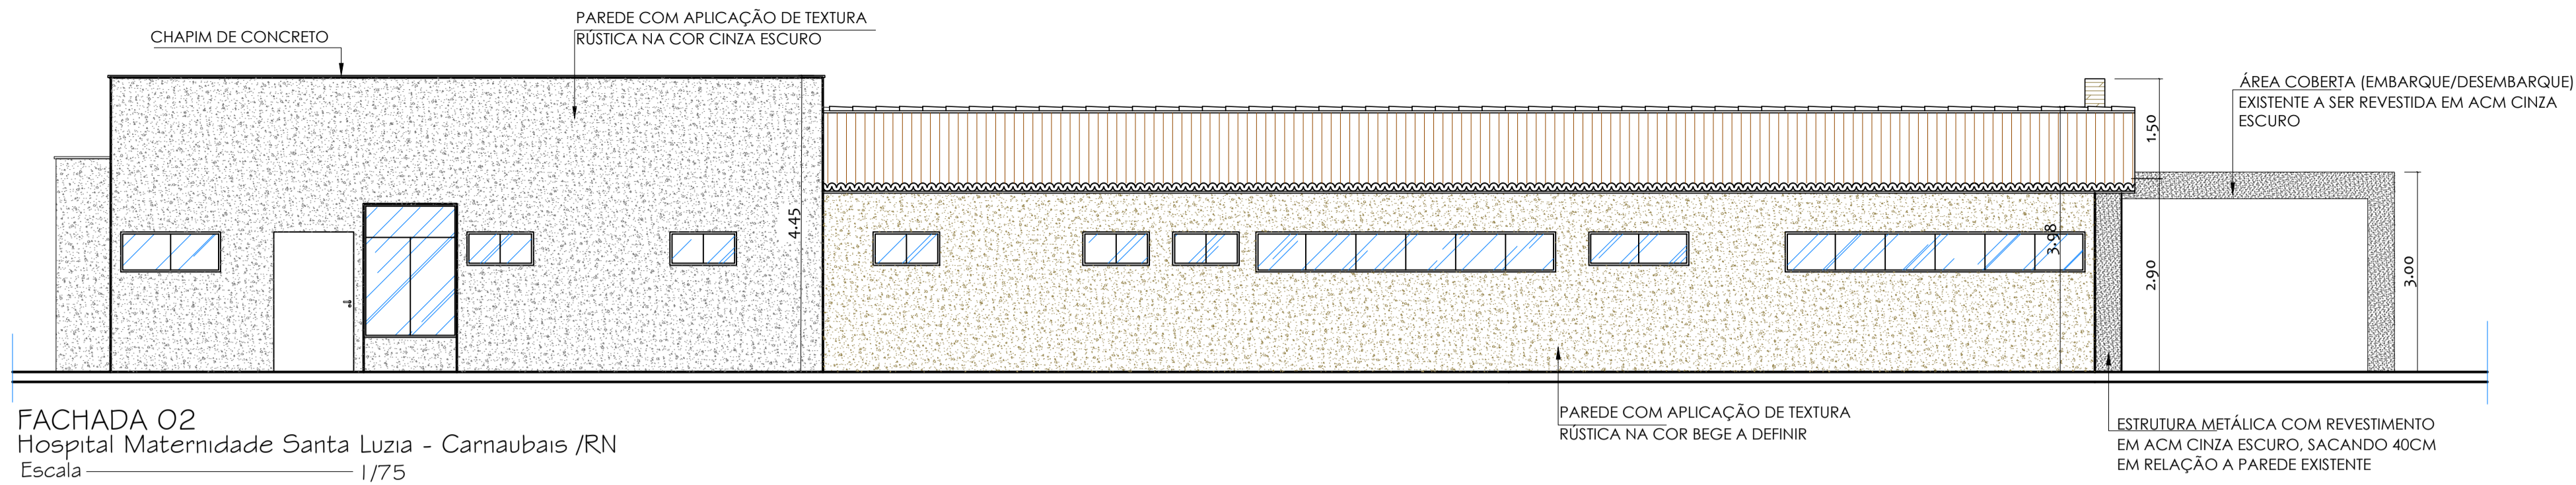 CHAPIM DE CONCRETO
PAREDE COM APLICAÇÃO DE TEXTURA
RÚSTICA NA COR CINZA ESCURO
ÁREA COBERTA (EMBARQUE/DESEMBARQUE)
EXISTENTE A SER REVESTIDA EM ACM CINZA
ESCURO
4.45
3.98
1.50
2.90
3.00
PAREDE COM APLICAÇÃO DE TEXTURA
RÚSTICA NA COR BEGE A DEFINIR
ESTRUTURA METÁLICA COM REVESTIMENTO
EM ACM CINZA ESCURO, SACANDO 40CM
EM RELAÇÃO A PAREDE EXISTENTE
FACHADA 02
Hospital Maternidade Santa Luzia - Carnaubais /RN
Escala 1/75